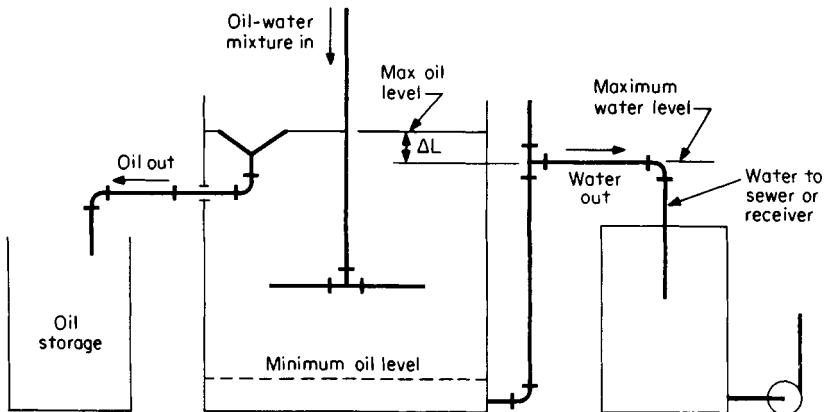 Oil-water
mixture in
Max oil
level
Maximum
water level
ΔL
Oil out
Water
out
Water to
sewer or
receiver
Oil
storage
Minimum oil level